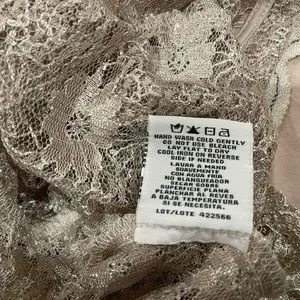 HAND WASH COLD GENTLY
DO NOT USE BLEACH
LAY FLAT TO DRY
COOL IRON ON REVERSE
SIDE IF NEEDED
LAVAR A MANO
SUAVEMENTE
CON AGUA FRIA
NO BLANQUEADOR
SECAR SOBRE
SUPERFICIE PLANA
PLANCHAR AL REVES
A BAJA TEMPERATURA
SI SE NECESITA.
LOT/LOTE 422566